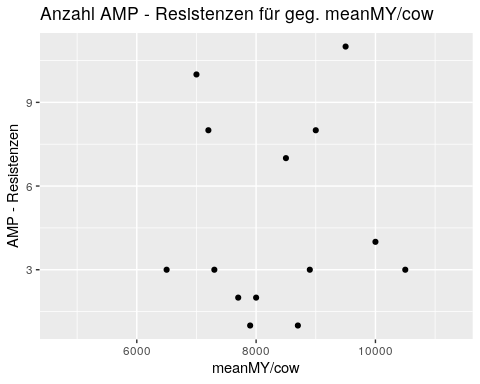 Anzahl AMP - Resistenzen für geg. meanMY/cow
AMP - Resistenzen
9
6
3
6000
8000
10000
meanMY/cow